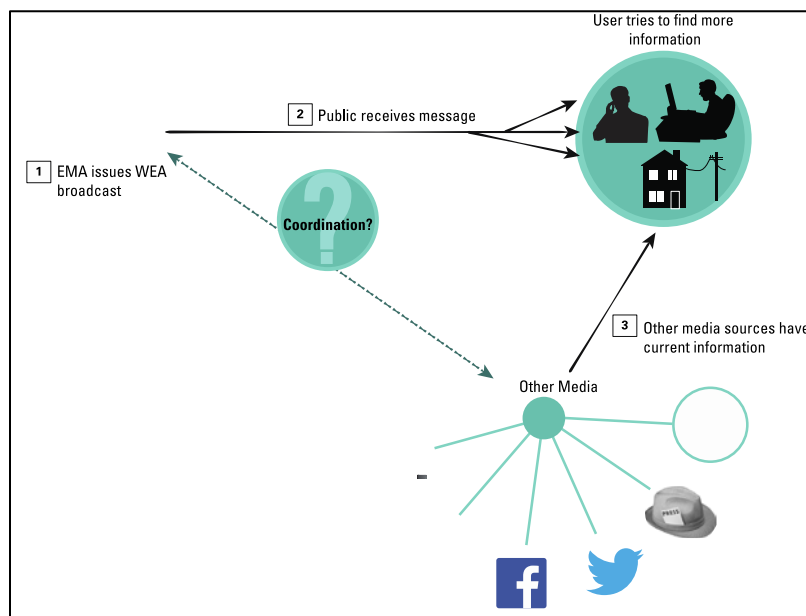 User tries to find more
information
2 Public receives message
1 EMA issues WEA
broadcast
?
Coordination?
3 Other media sources have
current information
Other Media
PRESS
f